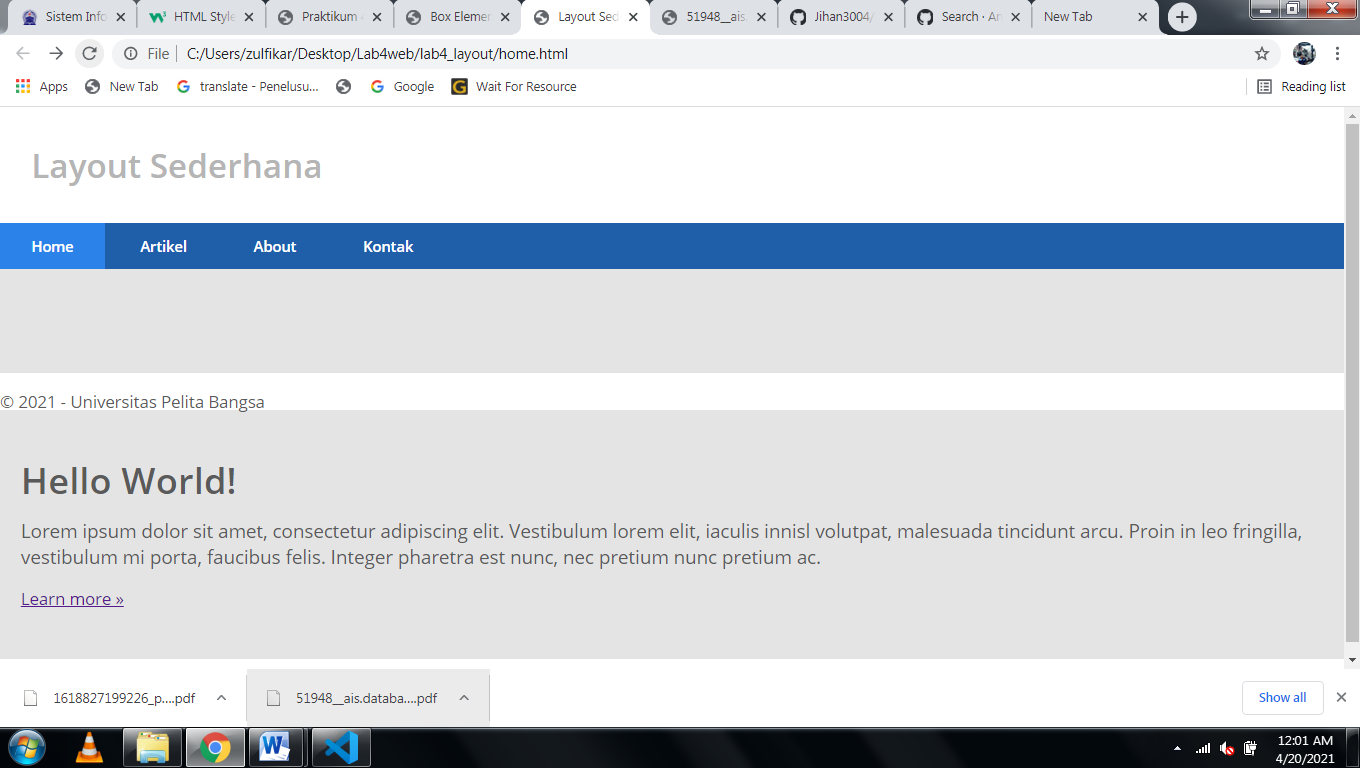 Sistem Info
HTML Style
Praktikum
Box Elemen
Layout Sed
51948__ais.
Jihan3004/
Search · An
New Tab
File
C:/Users/zulfikar/Desktop/Lab4web/lab4_layout/home.html
Apps
New Tab
translate - Penelusu...
Google
Wait For Resource
Reading list
Layout Sederhana
Home
Artikel
About
Kontak
© 2021 - Universitas Pelita Bangsa
Hello World!
Lorem ipsum dolor sit amet, consectetur adipiscing elit. Vestibulum lorem elit, iaculis innisl volutpat, malesuada tincidunt arcu. Proin in leo fringilla,
vestibulum mi porta, faucibus felis. Integer pharetra est nunc, nec pretium nunc pretium ac.
Learn more »
1618827199226_p....pdf
51948__ais.databa....pdf
Show all
12:01 AM
4/20/2021